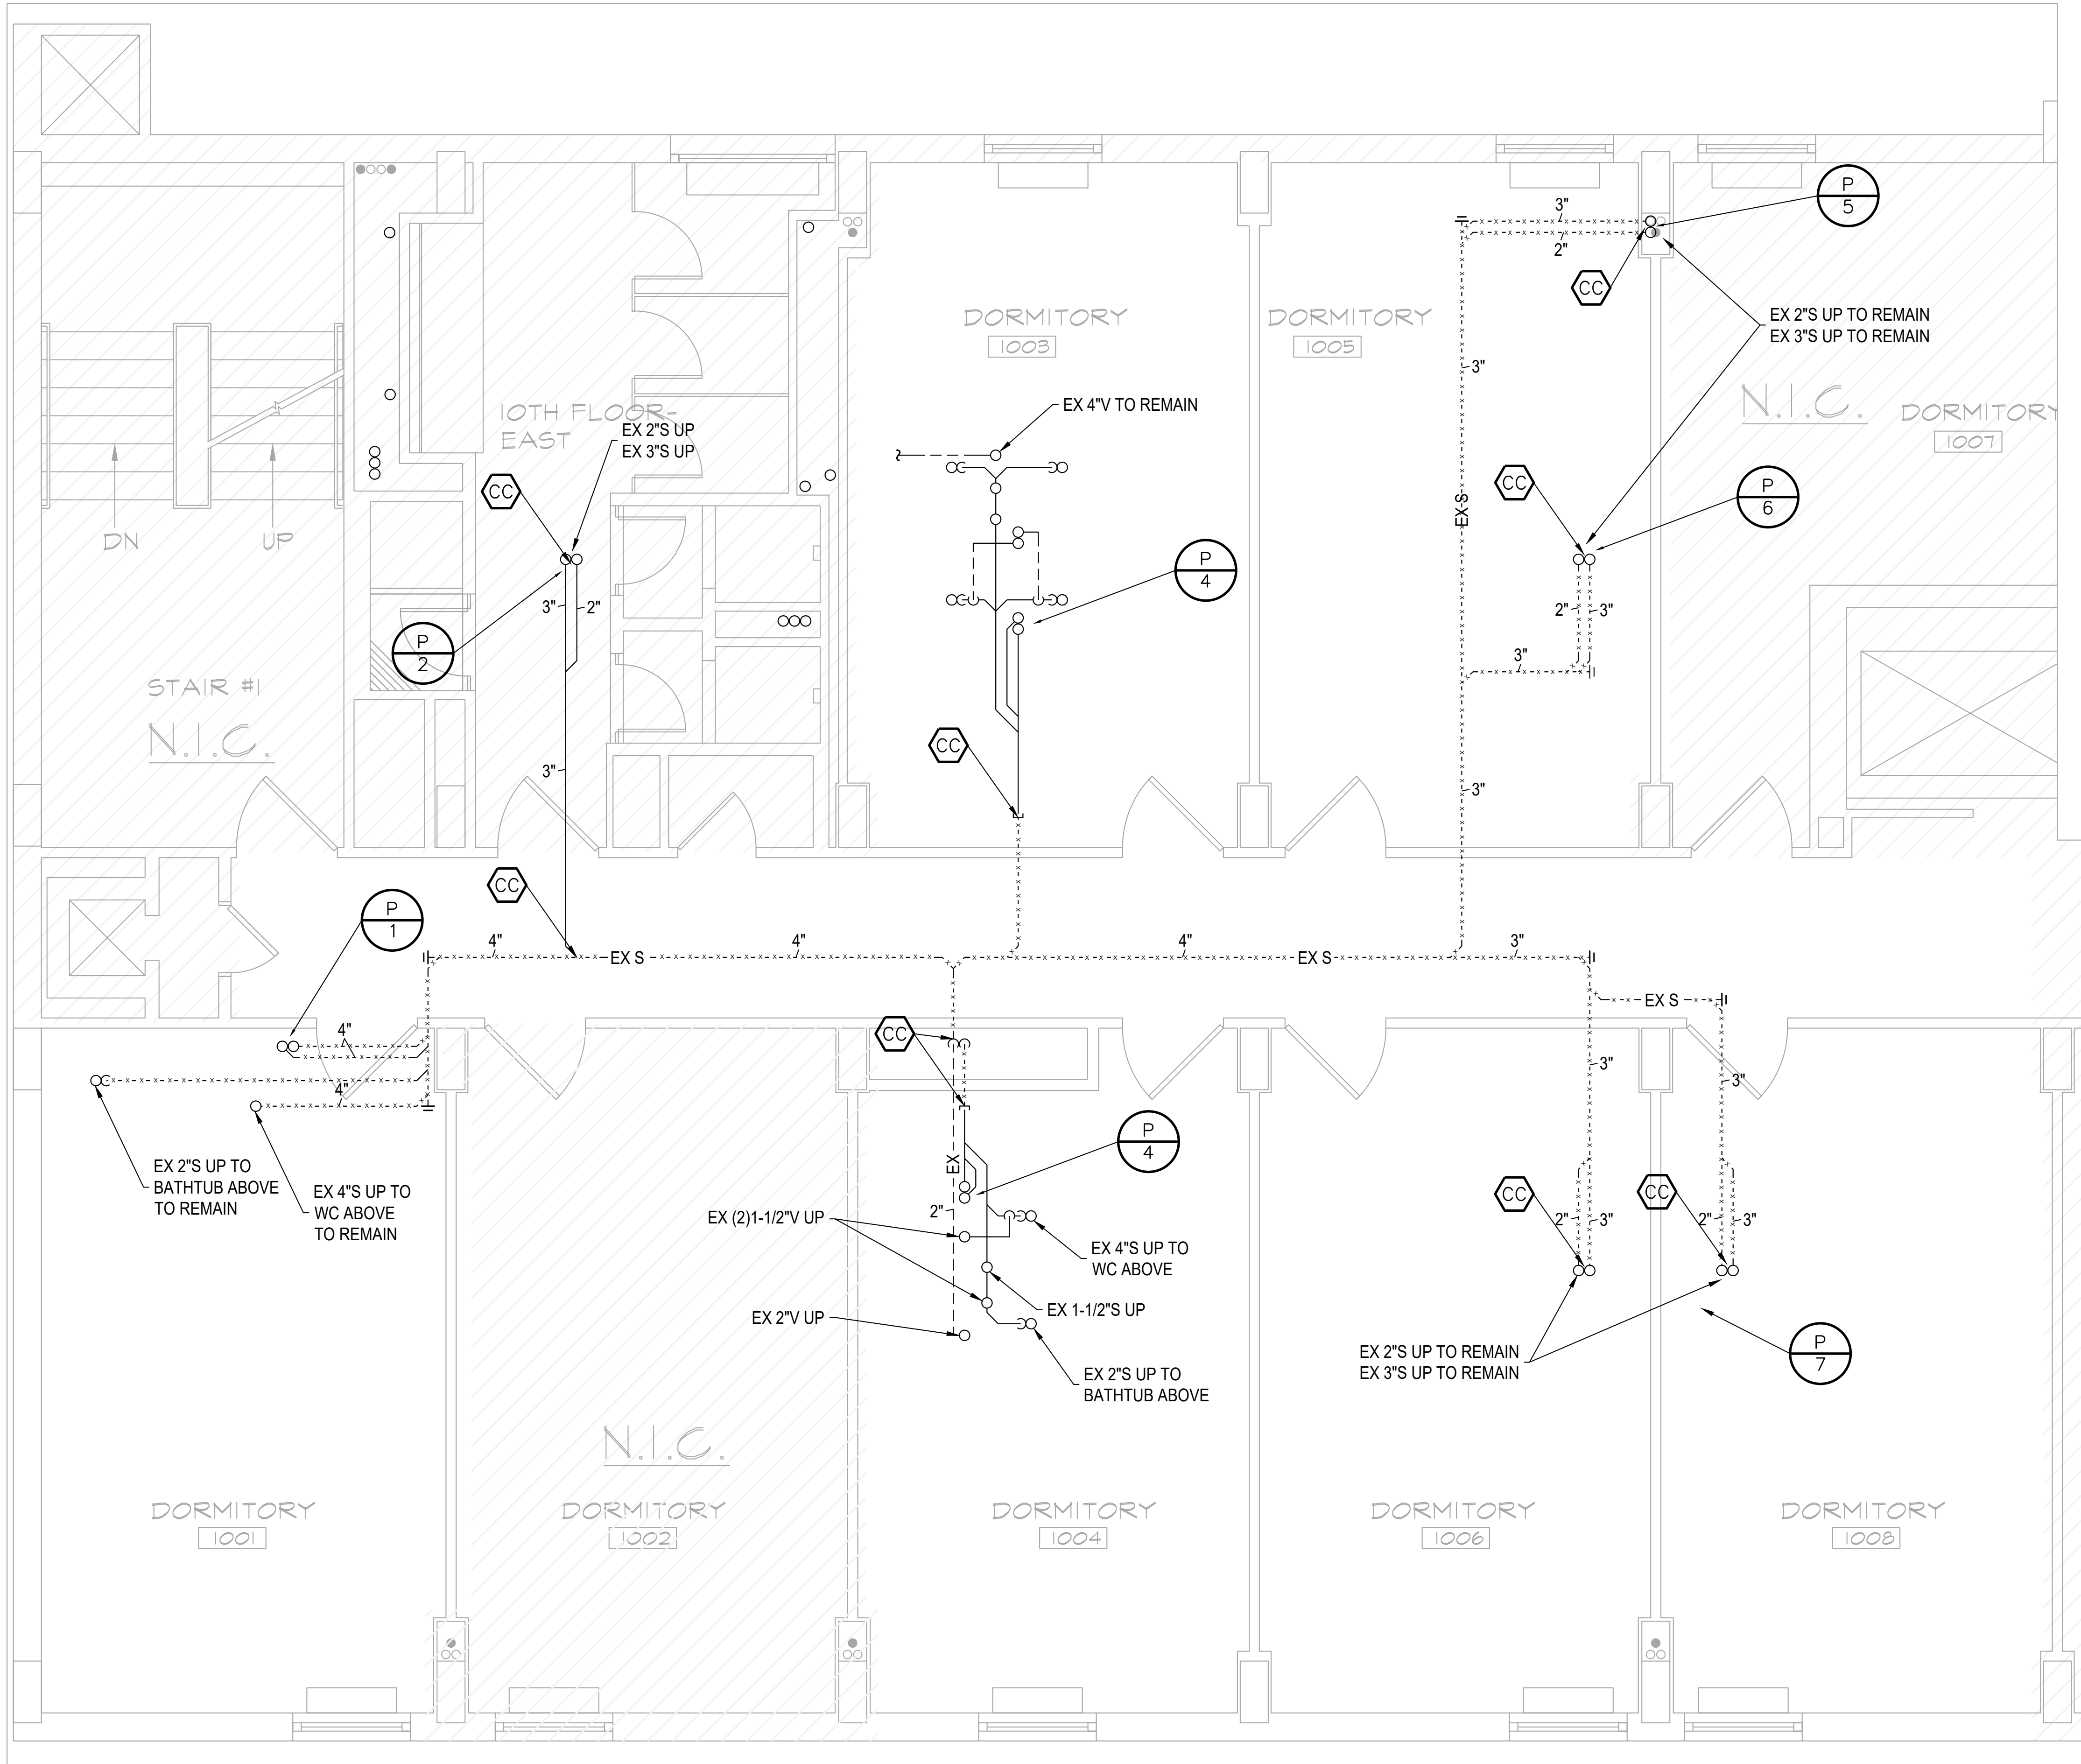 P
5
3"
2"
CC
EX 2"S UP TO REMAIN
EX 3"S UP TO REMAIN
DORMITORY
1003
DORMITORY
1005
3"
N.I.C.
DORMITORY
1007
EX 4"V TO REMAIN
10TH FLOOR-
EAST
EX 2"S UP
EX 3"S UP
CC
CC
P
6
EX-S
DN
UP
P
4
3"
2"
2"
3"
P
2
3"
STAIR #1
N.I.C.
CC
3"
3"
CC
P
1
4"
EX S
4"
4"
EX S
3"
EX S
4"
CC
3"
3"
4"
P
4
EX 2"S UP TO
BATHTUB ABOVE
TO REMAIN
EX 4"S UP TO
WC ABOVE
TO REMAIN
EX
2"
CC
CC
2"
3"
2"
3"
EX (2)1-1/2"V UP
EX 4"S UP TO
WC ABOVE
EX 2"V UP
EX 1-1/2"S UP
EX 2"S UP TO
BATHTUB ABOVE
EX 2"S UP TO REMAIN
EX 3"S UP TO REMAIN
P
7
N.I.C.
DORMITORY
1001
DORMITORY
1002
DORMITORY
1004
DORMITORY
1006
DORMITORY
1008